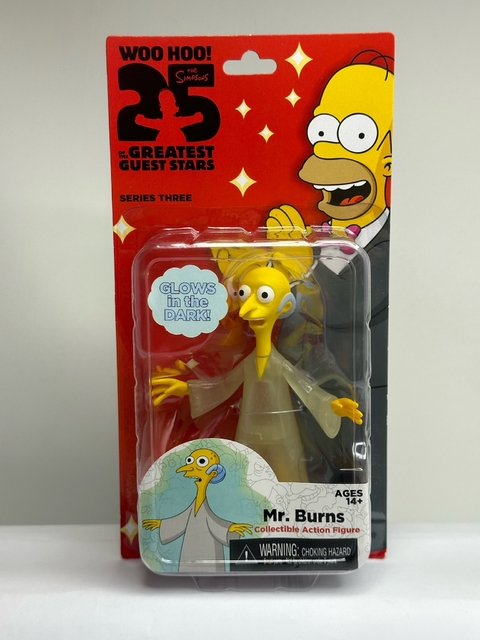 WOO HOO!
THE
SIMPSONS
25
OF THE
GREATEST
GUEST STARS
SERIES THREE
GLOWS
in the
DARK!
AGES
14+
Mr. Burns
Collectible Action Figure
WARNING: CHOKING HAZARD